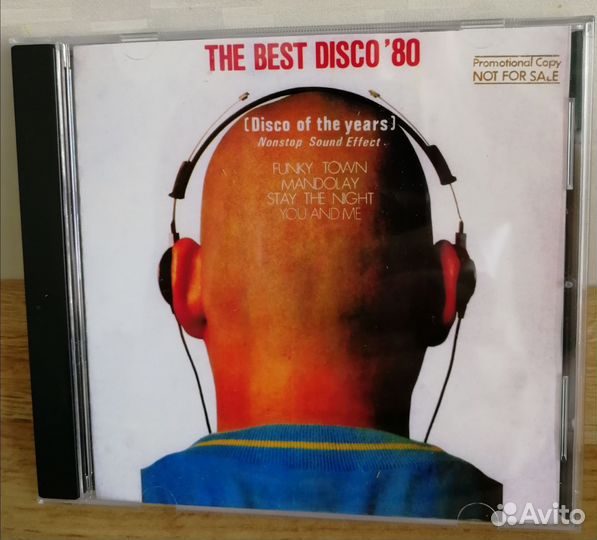 THE BEST DISCO '80
Promotional Copy
NOT FOR SALE
[Disco of the years]
Nonstop Sound Effect
FUNKY TOWN
MANDOLAY
STAY THE NIGHT
YOU AND ME
Avito